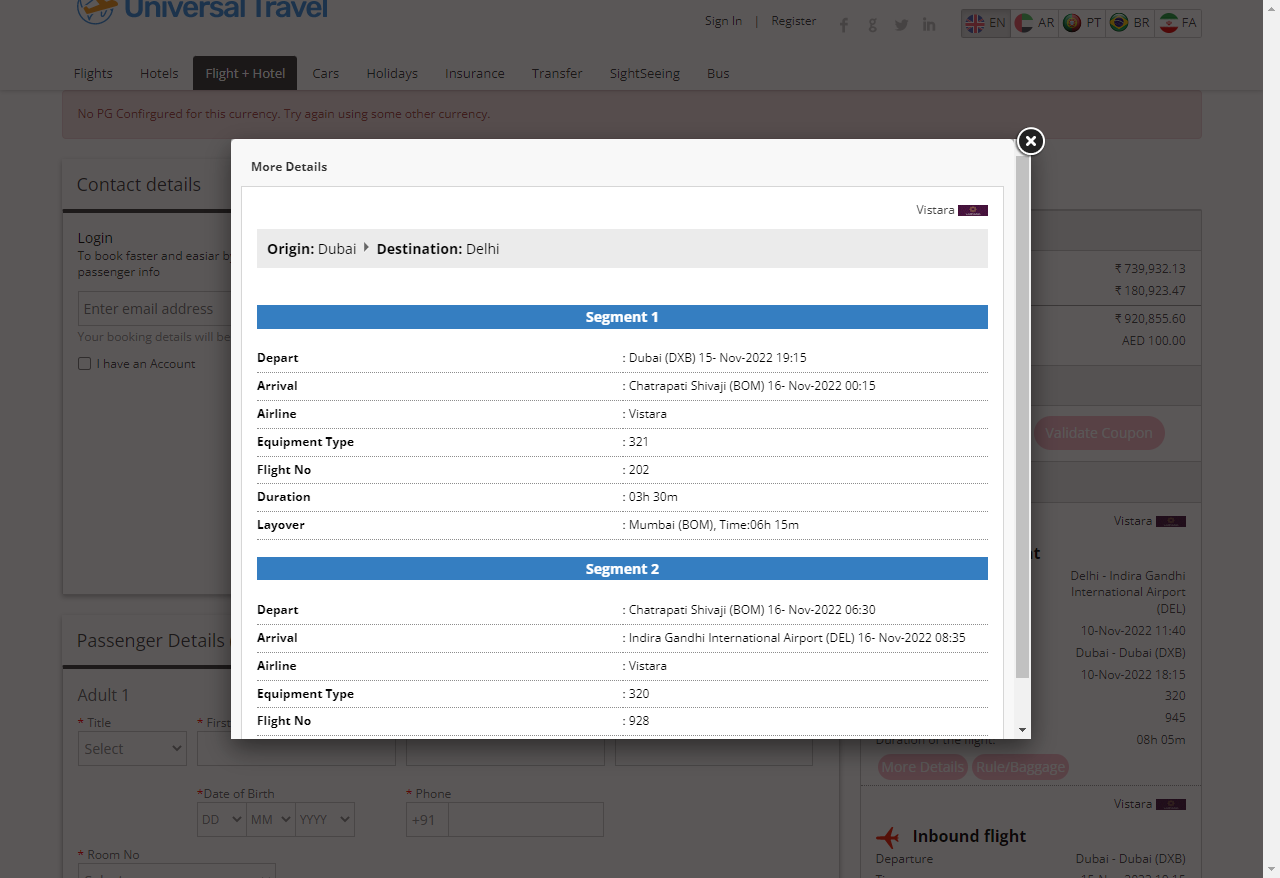 Universal Travel
Sign In | Register
EN AR PT BR FA
Flights Hotels Flight + Hotel Cars Holidays Insurance Transfer SightSeeing Bus
No PG Confirgured for this currency. Try again using some other currency.
More Details
Vistara
Origin: Dubai Destination: Delhi
Segment 1
Depart : Dubai (DXB) 15- Nov-2022 19:15
Arrival : Chatrapati Shivaji (BOM) 16- Nov-2022 00:15
Airline : Vistara
Equipment Type : 321
Flight No : 202
Duration : 03h 30m
Layover : Mumbai (BOM), Time:06h 15m
Segment 2
Depart : Chatrapati Shivaji (BOM) 16- Nov-2022 06:30
Arrival : Indira Gandhi International Airport (DEL) 16- Nov-2022 08:35
Airline : Vistara
Equipment Type : 320
Flight No : 928
Contact details
Login
To book faster and easiar
passenger info
Enter email address
Your booking details will be
I have an Account
Passenger Details
Adult 1
* Title * First
Select
*Date of Birth * Phone
DD MM YYYY +91
* Room No
₹ 739,932.13
₹ 180,923.47
₹ 920,855.60
AED 100.00
Validate Coupon
Vistara
Delhi - Indira Gandhi
International Airport
(DEL)
10-Nov-2022 11:40
Dubai - Dubai (DXB)
10-Nov-2022 18:15
320
945
Duration of the flight: 08h 05m
More Details Rule/Baggage
Vistara
Inbound flight
Departure Dubai - Dubai (DXB)